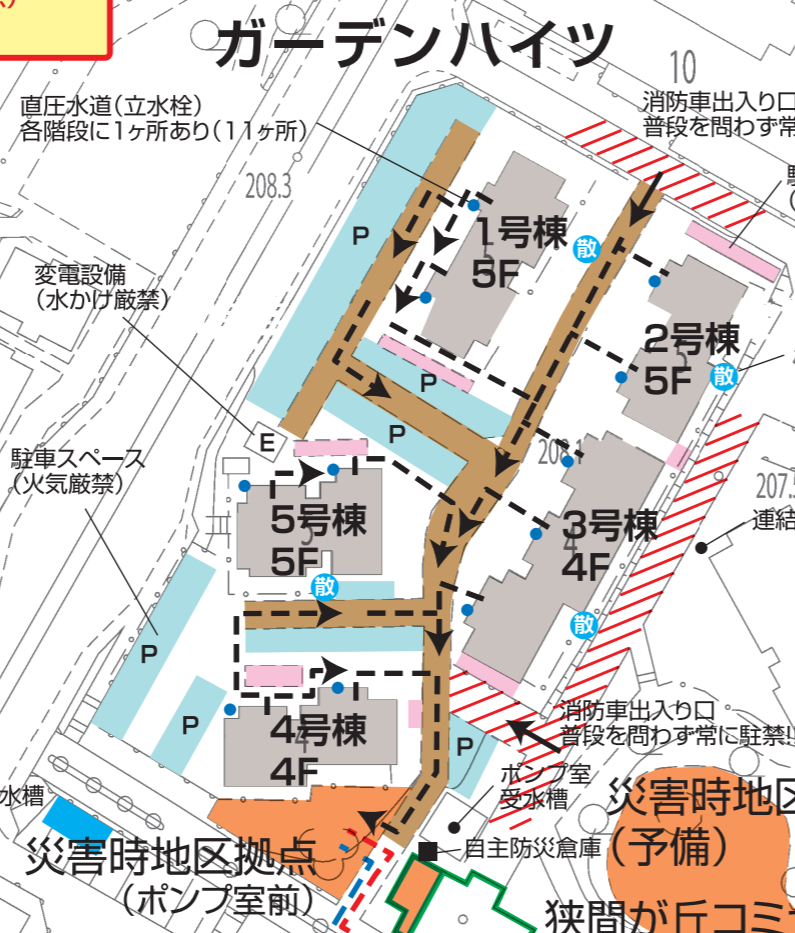 ガーデンハイツ
10
直圧水道（立水栓）
各階段に1ヶ所あり（11ヶ所）
消防車出入り口
普段を問わず常
208.3
P
1号棟
5F
散
変電設備
（水かけ厳禁）
2号棟
5F
散
P
P
E
208.1
駐車スペース
（火気厳禁）
207.5
連結
5号棟
5F
3号棟
4F
散
散
P
P
4号棟
4F
P
消防車出入り口
普段を問わず常に駐禁!!
ポンプ室
受水槽
水槽
災害時地区
（予備）
自主防災倉庫
災害時地区拠点
（ポンプ室前）
狭間が丘コミ